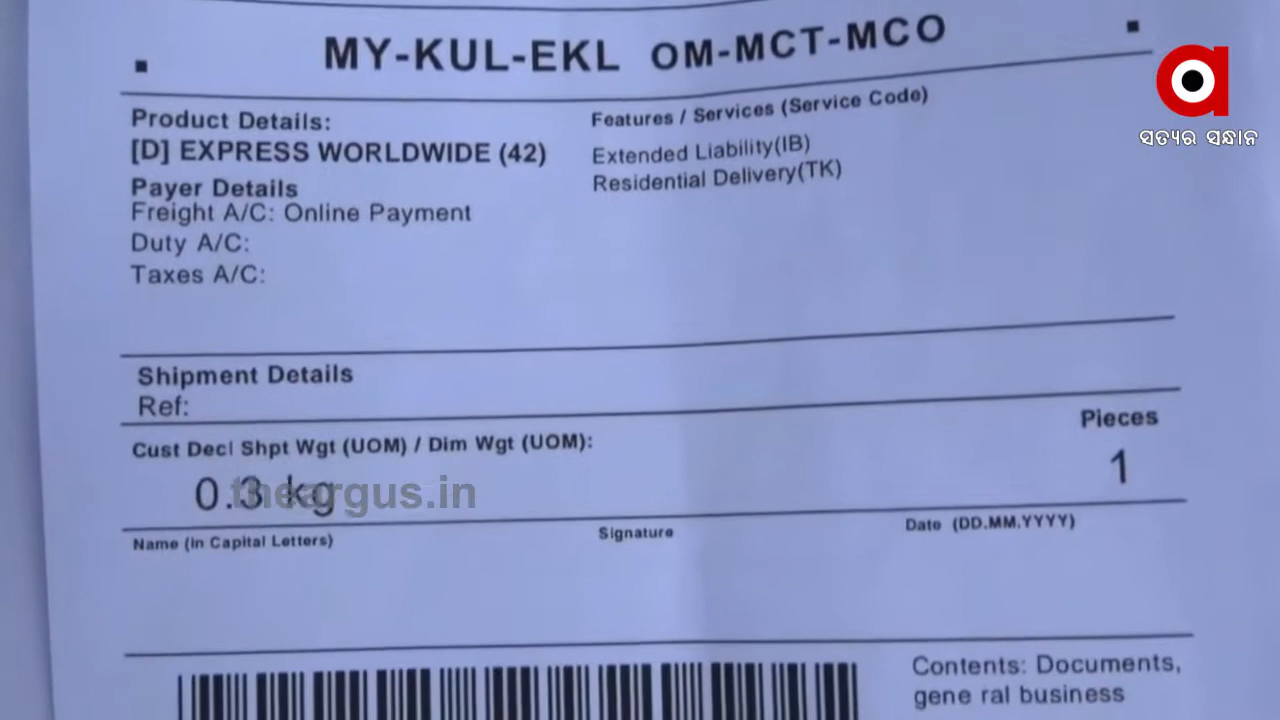 MY-KUL-EKL OM-MCT-MCO
ସତ୍ୟର ସନ୍ଧାନ
Product Details:
[D] EXPRESS WORLDWIDE (42)
Features / Services (Service Code)
Extended Liability(IB)
Residential Delivery(TK)
Payer Details
Freight A/C: Online Payment
Duty A/C:
Taxes A/C:
Shipment Details
Ref:
Cust Decl Shpt Wgt (UOM) / Dim Wgt (UOM):
Pieces
0.3 kg
1
theargus.in
Name (in Capital Letters)
Signature
Date (DD.MM.YYYY)
Contents: Documents,
gene ral business